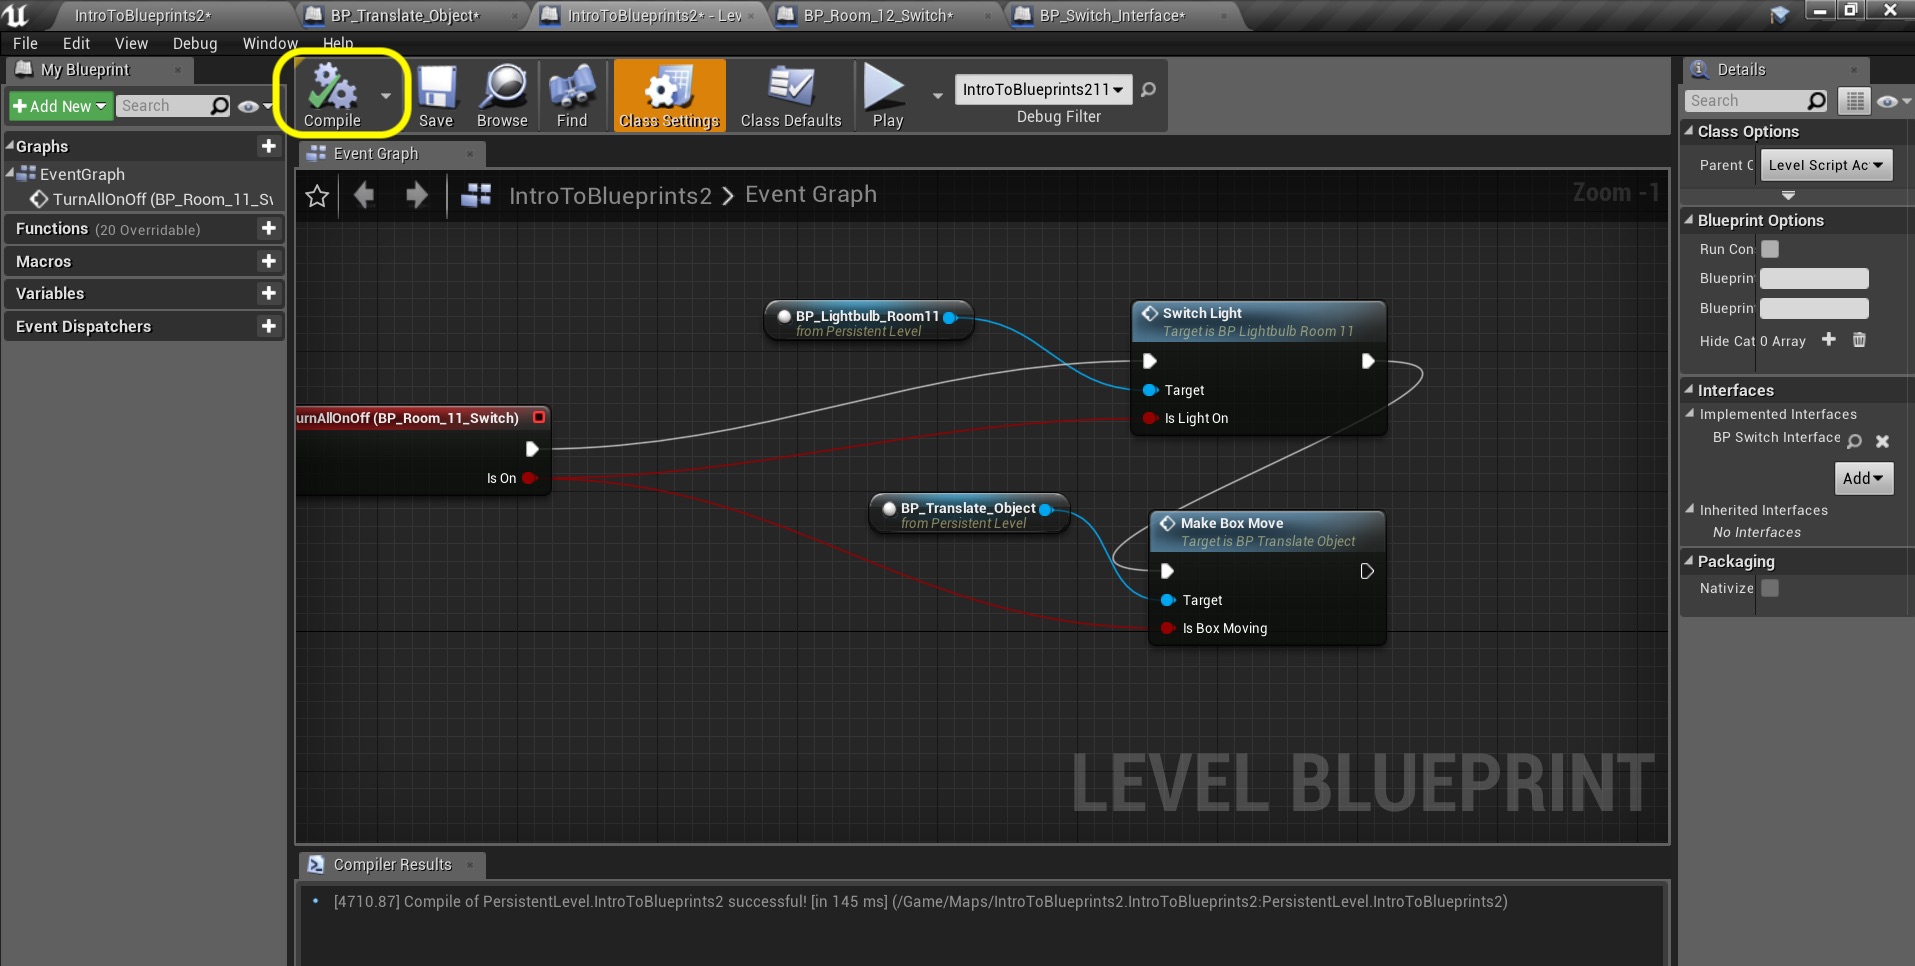 IntroToBlueprints2*
BP_Translate_Object*
IntroToBlueprints2* - Lev
BP_Room_12_Switch*
BP_Switch_Interface*
File Edit View Debug Window Help
My Blueprint
Details
Add New
Search
Compile
Save
Browse
Find
Class Settings
Class Defaults
Play
IntroToBlueprints211
Debug Filter
Search
Graphs
EventGraph
TurnAllOnOff (BP_Room_11_Sv
Functions (20 Overridable)
Macros
Variables
Event Dispatchers
Event Graph
IntroToBlueprints2 > Event Graph
Zoom -1
BP_Lightbulb_Room11
from Persistent Level
Switch Light
Target is BP Lightbulb Room 11
Target
Is Light On
urnAllOnOff (BP_Room_11_Switch)
Is On
BP_Translate_Object
from Persistent Level
Make Box Move
Target is BP Translate Object
Target
Is Box Moving
LEVEL BLUEPRINT
Class Options
Parent C
Level Script Ac
Blueprint Options
Run Con
Blueprin
Blueprin
Hide Cat 0 Array
Interfaces
Implemented Interfaces
BP Switch Interface
Add
Inherited Interfaces
No Interfaces
Packaging
Nativize
Compiler Results
[4710.87] Compile of PersistentLevel.IntroToBlueprints2 successful! [in 145 ms] (/Game/Maps/IntroToBlueprints2.IntroToBlueprints2:PersistentLevel.IntroToBlueprints2)